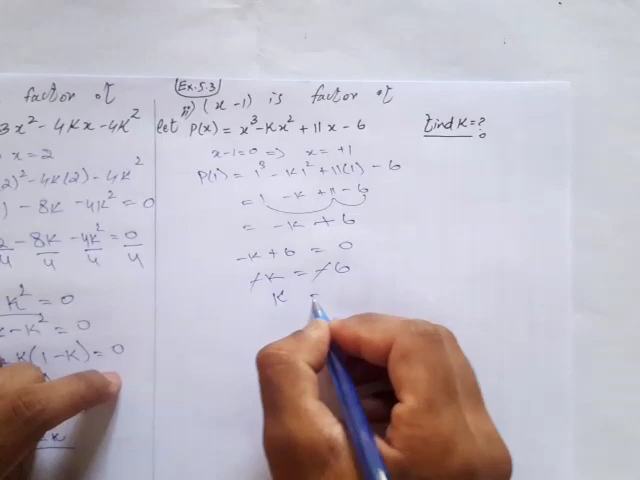 factor of
3x² - 4Kx - 4K²
x = 2
2)² - 4K(2) - 4K²
) - 8K - 4K² = 0
- 8K/4 - 4K²/4 = 0/4
K² = 0
- K² = 0
K(1 - K) = 0
Ex.5.3
ii) (x - 1) is factor of
let P(x) = x³ - Kx² + 11x - 6
Find K = ?
x - 1 = 0 => x = +1
P(1) = 1³ - K1² + 11(1) - 6
= 1 - K + 11 - 6
= - K + 6
-K + 6 = 0
-K = -6
K =